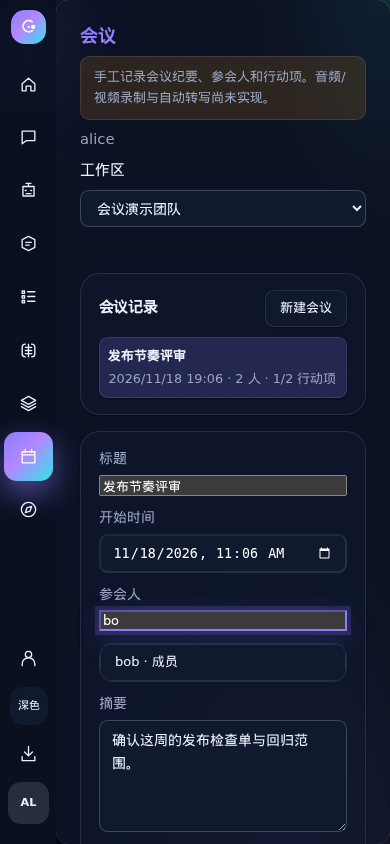 会议
手工记录会议纪要、参会人和行动项。音频/
视频录制与自动转写尚未实现。
alice
工作区
会议演示团队
会议记录
新建会议
发布节奏评审
2026/11/18 19:06 · 2 人 · 1/2 行动项
标题
发布节奏评审
开始时间
11/18/2026, 11:06 AM
参会人
bo
bob · 成员
摘要
确认这周的发布检查单与回归范
围。
深色
AL